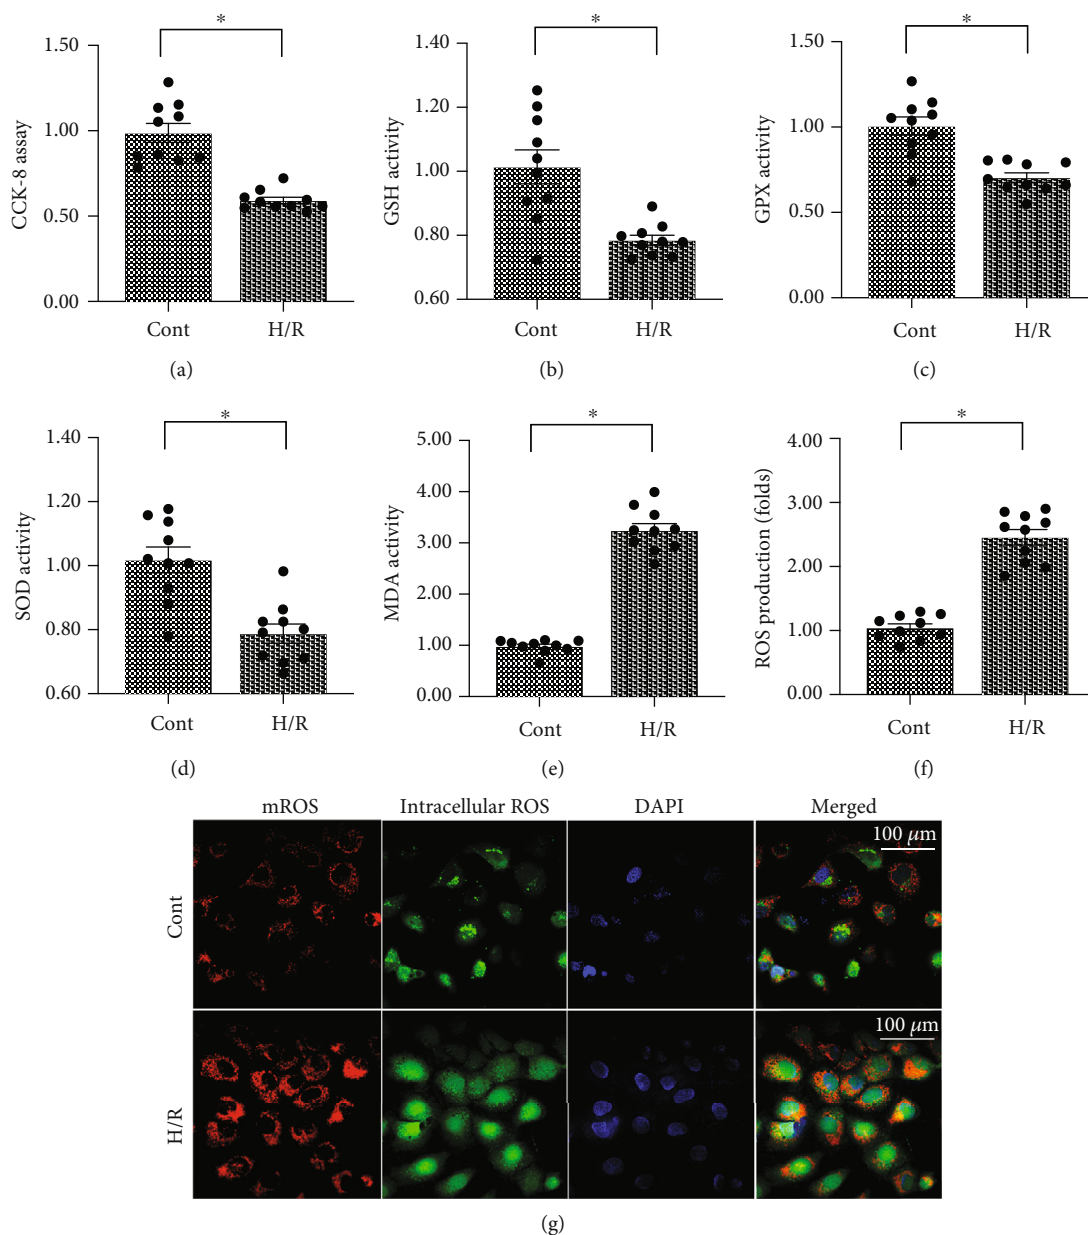 *
1.50
1.00
0.50
0.00
CCK-8 assay
Cont
H/R
(a)
*
1.40
1.20
1.00
0.80
0.60
GSH activity
Cont
H/R
(b)
*
1.50
1.00
0.50
0.00
GPX activity
Cont
H/R
(c)
*
1.40
1.20
1.00
0.80
0.60
SOD activity
Cont
H/R
(d)
*
5.00
4.00
3.00
2.00
1.00
0.00
MDA activity
Cont
H/R
(e)
*
4.00
3.00
2.00
1.00
0.00
ROS production (folds)
Cont
H/R
(f)
mROS
Intracellular ROS
DAPI
Merged
Cont
100 μm
H/R
100 μm
(g)